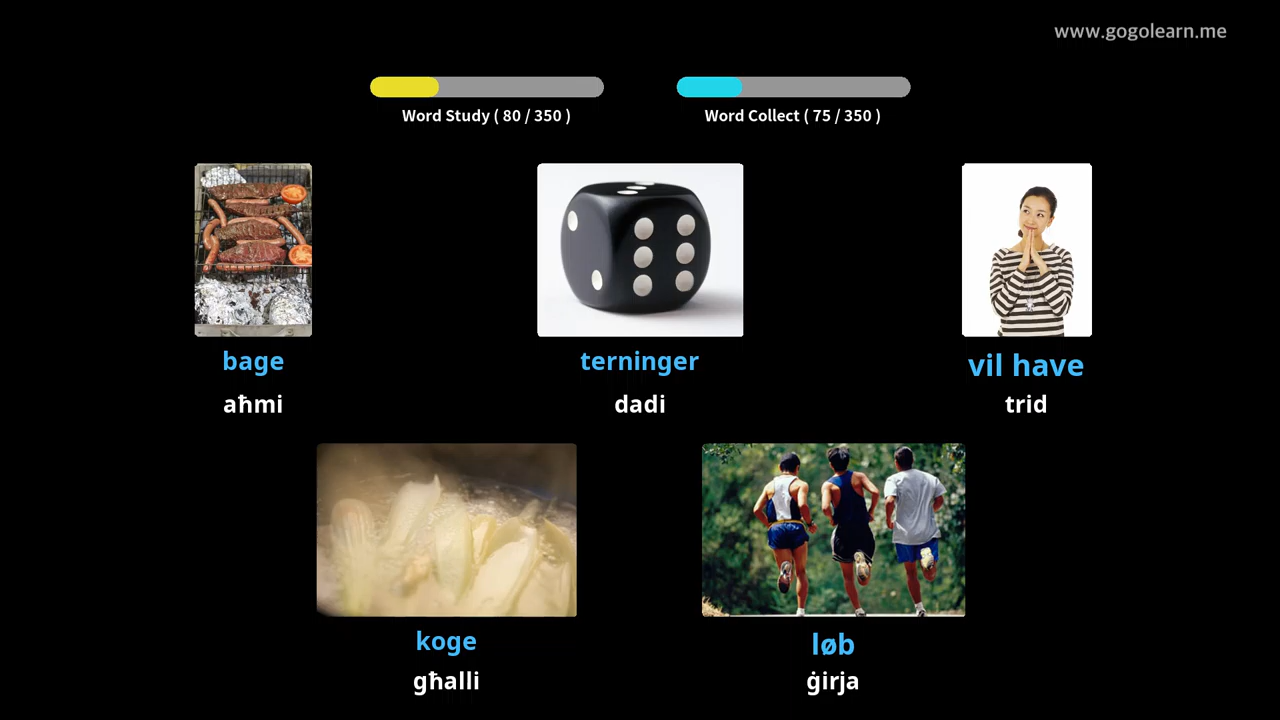 www.gogolearn.me
Word Study ( 80 / 350 )
Word Collect ( 75 / 350 )
bage
aħmi
terninger
dadi
vil have
trid
koge
għalli
løb
ġirja